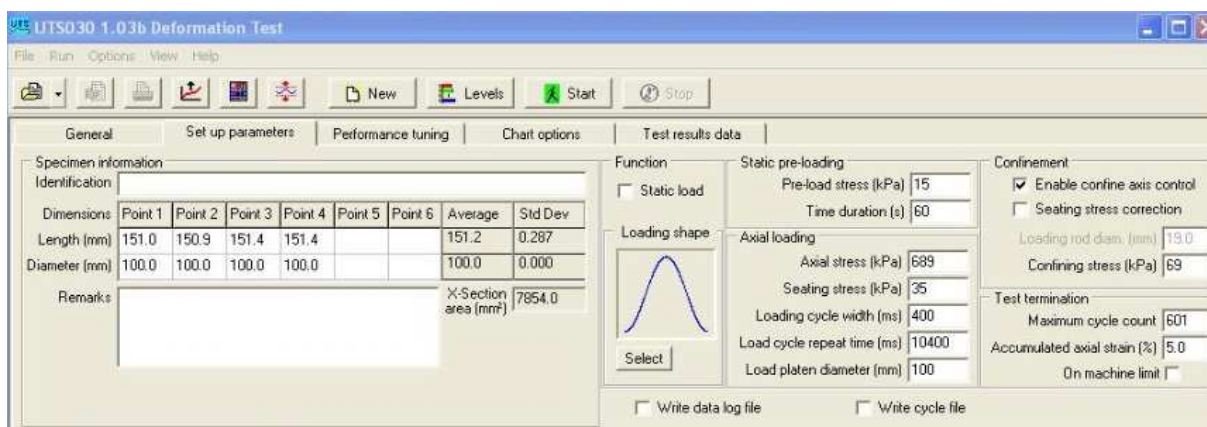 UTS030 1.03b Deformation Test
File Run Options View Help
New Levels Start Stop
General Set up parameters Performance tuning Chart options Test results data
Specimen information
Identification
Dimensions Point 1 Point 2 Point 3 Point 4 Point 5 Point 6 Average Std Dev
Length (mm) 151.0 150.9 151.4 151.4 151.2 0.287
Diameter (mm) 100.0 100.0 100.0 100.0 100.0 0.000
Remarks
X-Section
area (mm²) 7854.0
Function
Static load
Loading shape
Select
Static pre-loading
Pre-load stress (kPa) 15
Time duration (s) 60
Axial loading
Axial stress (kPa) 689
Seating stress (kPa) 35
Loading cycle width (ms) 400
Load cycle repeat time (ms) 10400
Load platen diameter (mm) 100
Confinement
Enable confine axis control
Seating stress correction
Loading rod diam. (mm) 19.0
Confining stress (kPa) 69
Test termination
Maximum cycle count 601
Accumulated axial strain (%) 5.0
On machine limit
Write data log file Write cycle file